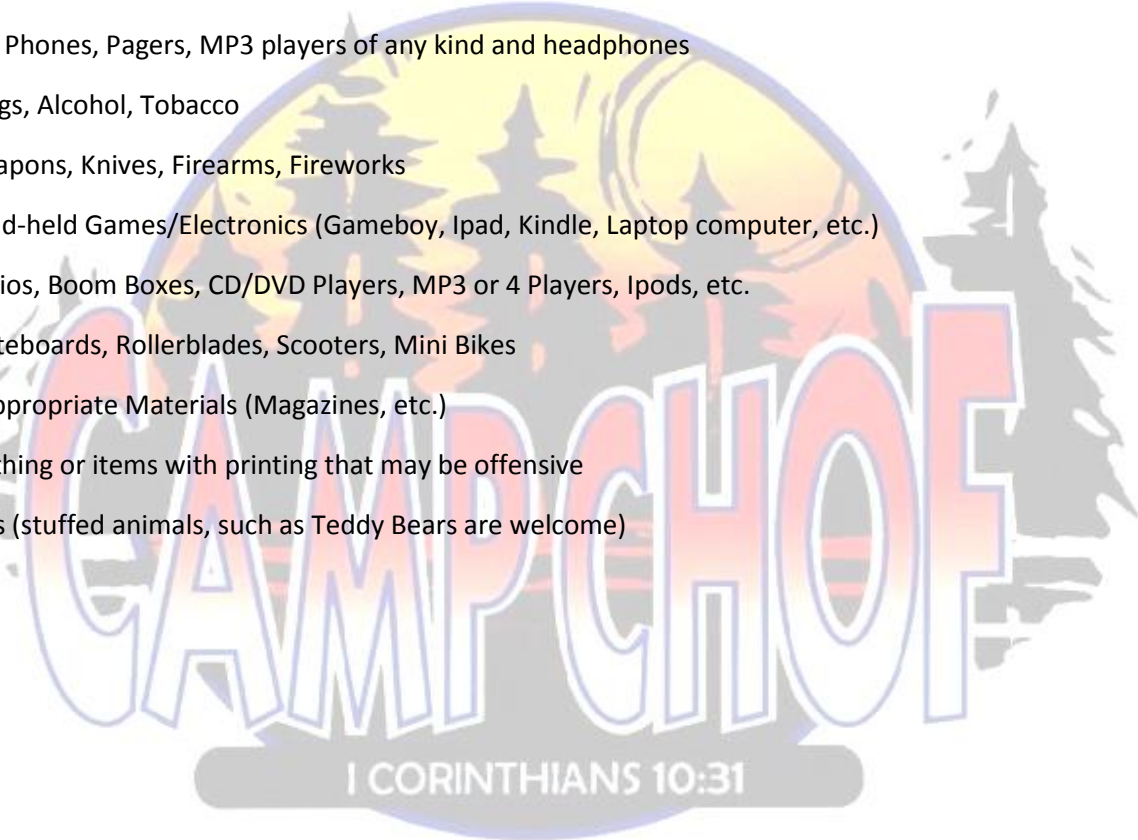 Phones, Pagers, MP3 players of any kind and headphones
gs, Alcohol, Tobacco
apons, Knives, Firearms, Fireworks
d-held Games/Electronics (Gameboy, Ipad, Kindle, Laptop computer, etc.)
ios, Boom Boxes, CD/DVD Players, MP3 or 4 Players, Ipods, etc.
teboards, Rollerblades, Scooters, Mini Bikes
ppropriate Materials (Magazines, etc.)
thing or items with printing that may be offensive
s (stuffed animals, such as Teddy Bears are welcome)
CAMP CHOF
I CORINTHIANS 10:31